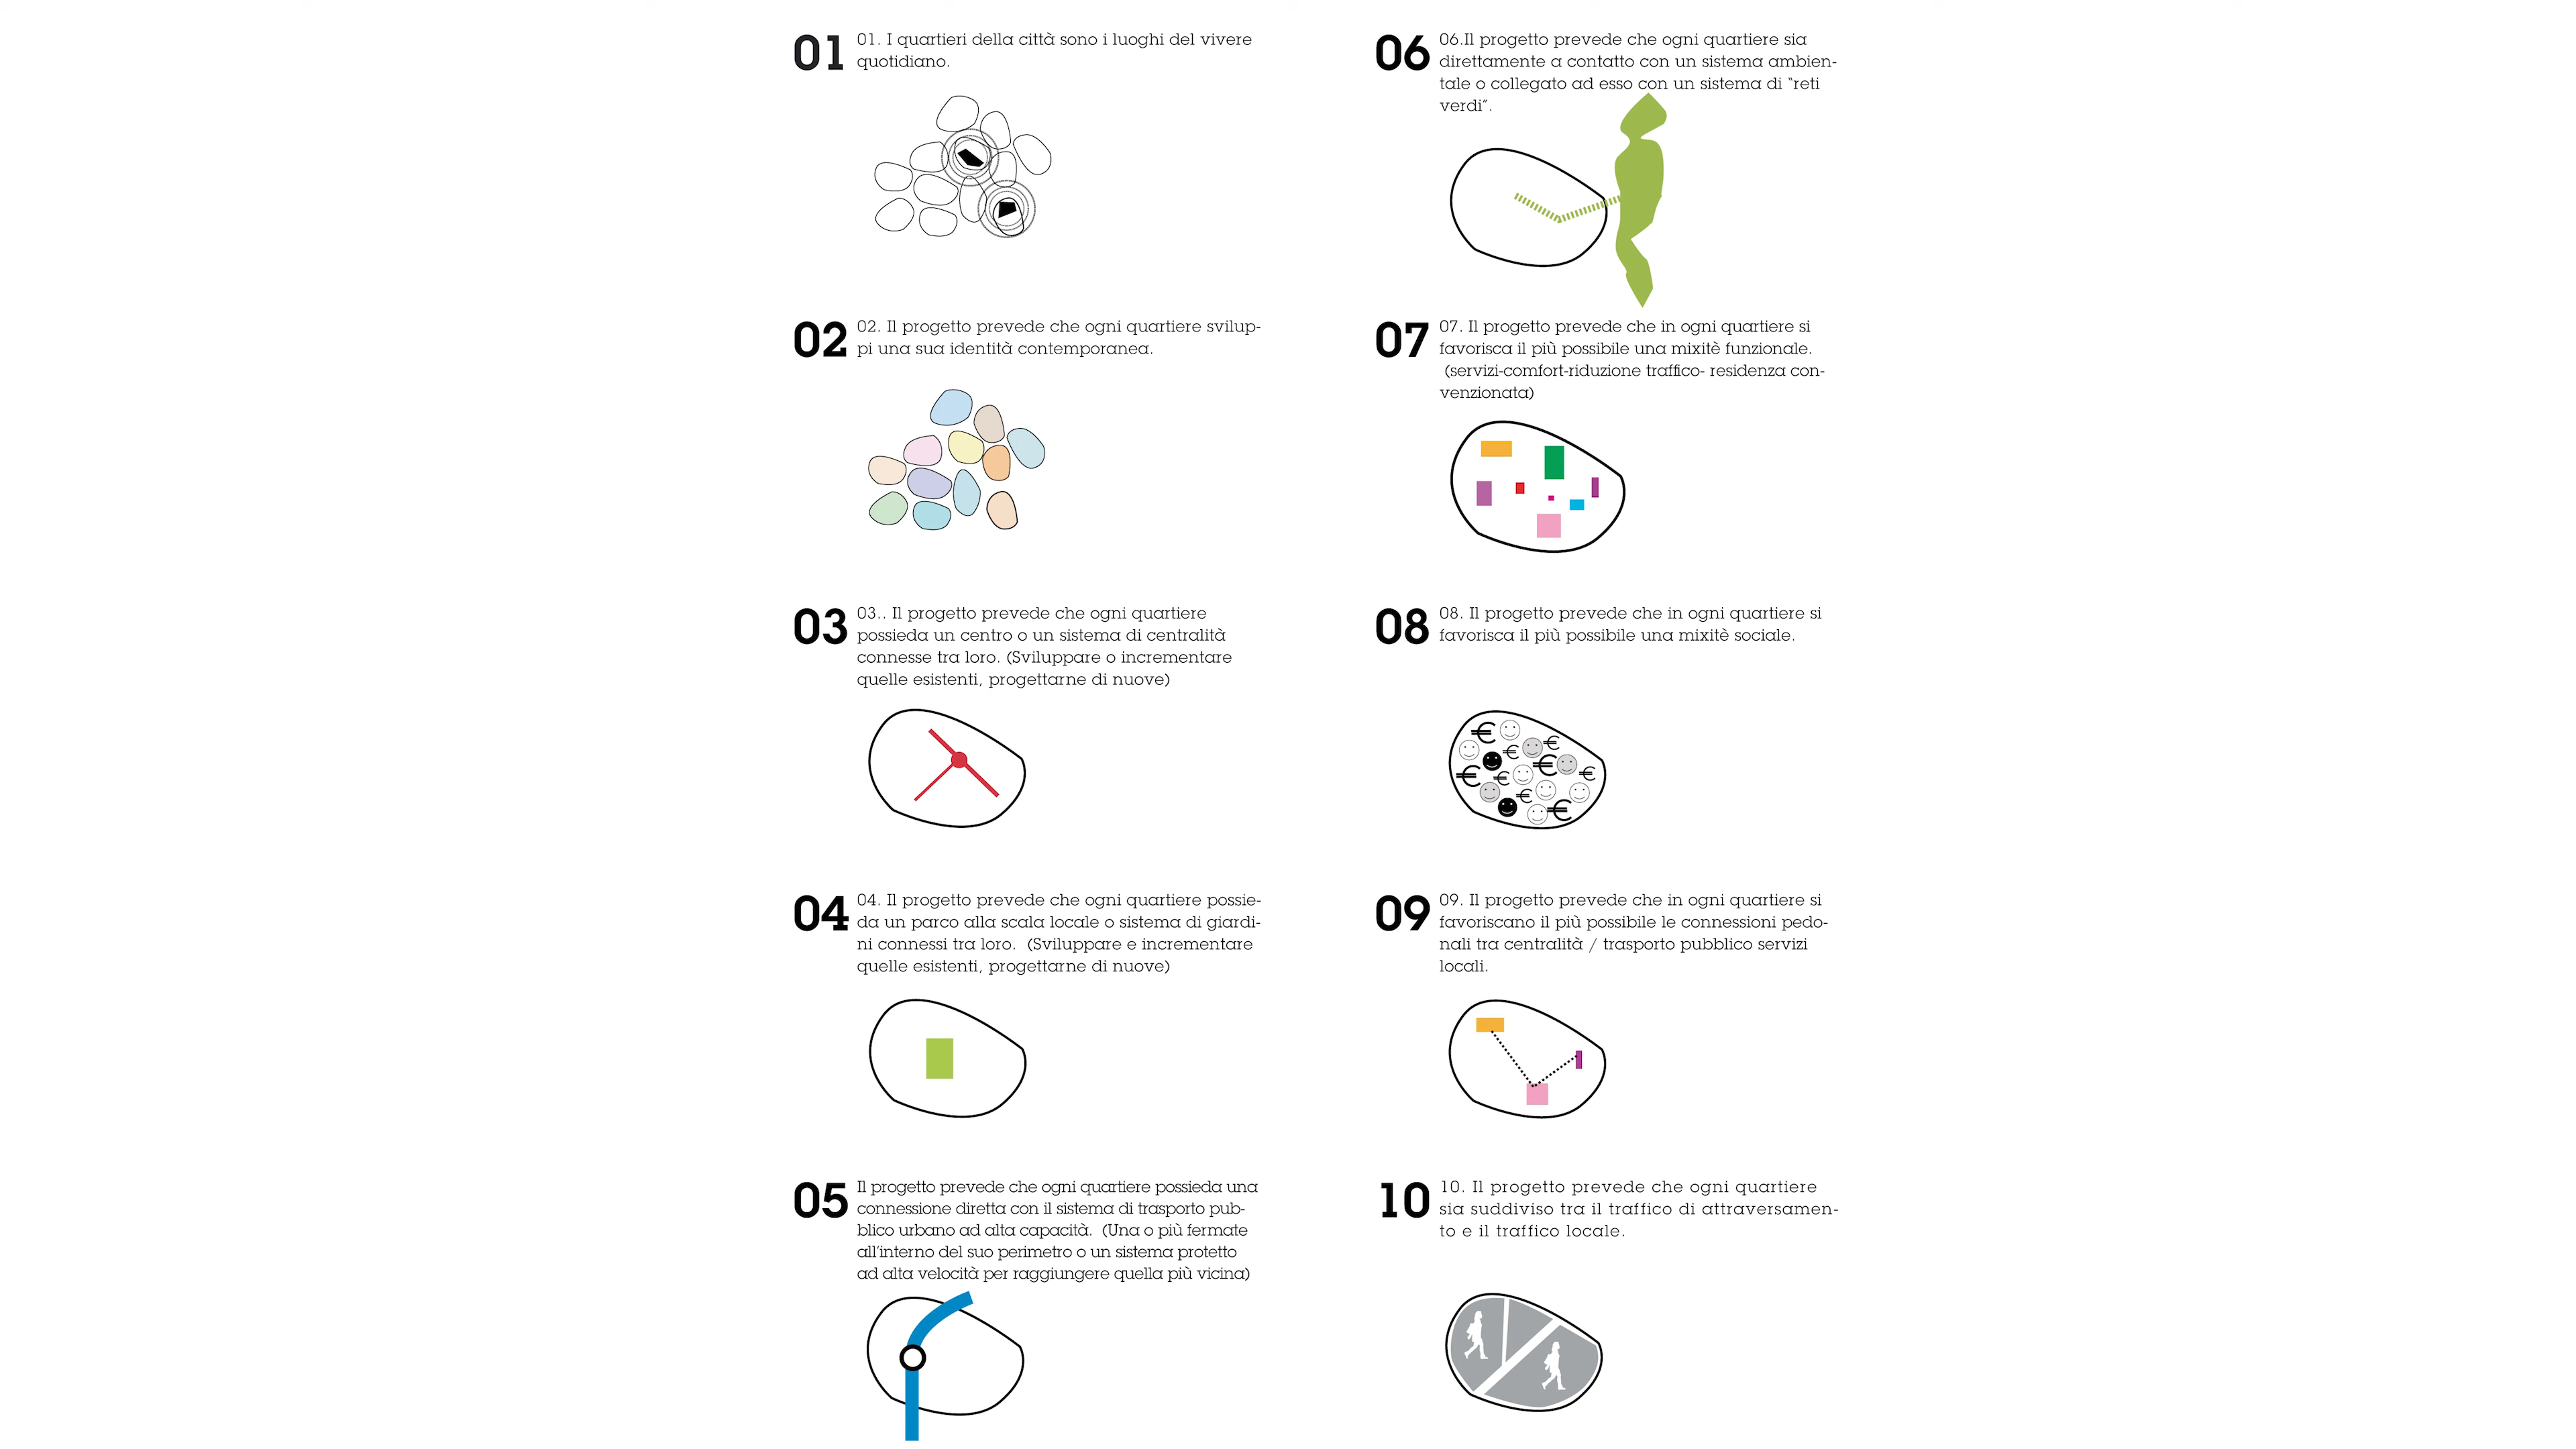 01
01. I quartieri della città sono i luoghi del vivere
quotidiano.
02
02. Il progetto prevede che ogni quartiere svilup-
pi una sua identità contemporanea.
03
03.. Il progetto prevede che ogni quartiere
possieda un centro o un sistema di centralità
connesse tra loro. (Sviluppare o incrementare
quelle esistenti, progettarne di nuove)
04
04. Il progetto prevede che ogni quartiere possie-
da un parco alla scala locale o sistema di giardi-
ni connessi tra loro.  (Sviluppare e incrementare
quelle esistenti, progettarne di nuove)
05
Il progetto prevede che ogni quartiere possieda una
connessione diretta con il sistema di trasporto pub-
blico urbano ad alta capacità.  (Una o più fermate
all'interno del suo perimetro o un sistema protetto
ad alta velocità per raggiungere quella più vicina)
06
06.Il progetto prevede che ogni quartiere sia
direttamente a contatto con un sistema ambien-
tale o collegato ad esso con un sistema di "reti
verdi".
07
07. Il progetto prevede che in ogni quartiere si
favorisca il più possibile una mixitè funzionale.
(servizi-comfort-riduzione traffico- residenza con-
venzionata)
08
08. Il progetto prevede che in ogni quartiere si
favorisca il più possibile una mixitè sociale.
09
09. Il progetto prevede che in ogni quartiere si
favoriscano il più possibile le connessioni pedo-
nali tra centralità / trasporto pubblico servizi
locali.
10
10. Il progetto prevede che ogni quartiere
sia suddiviso tra il traffico di attraversamen-
to e il traffico locale.